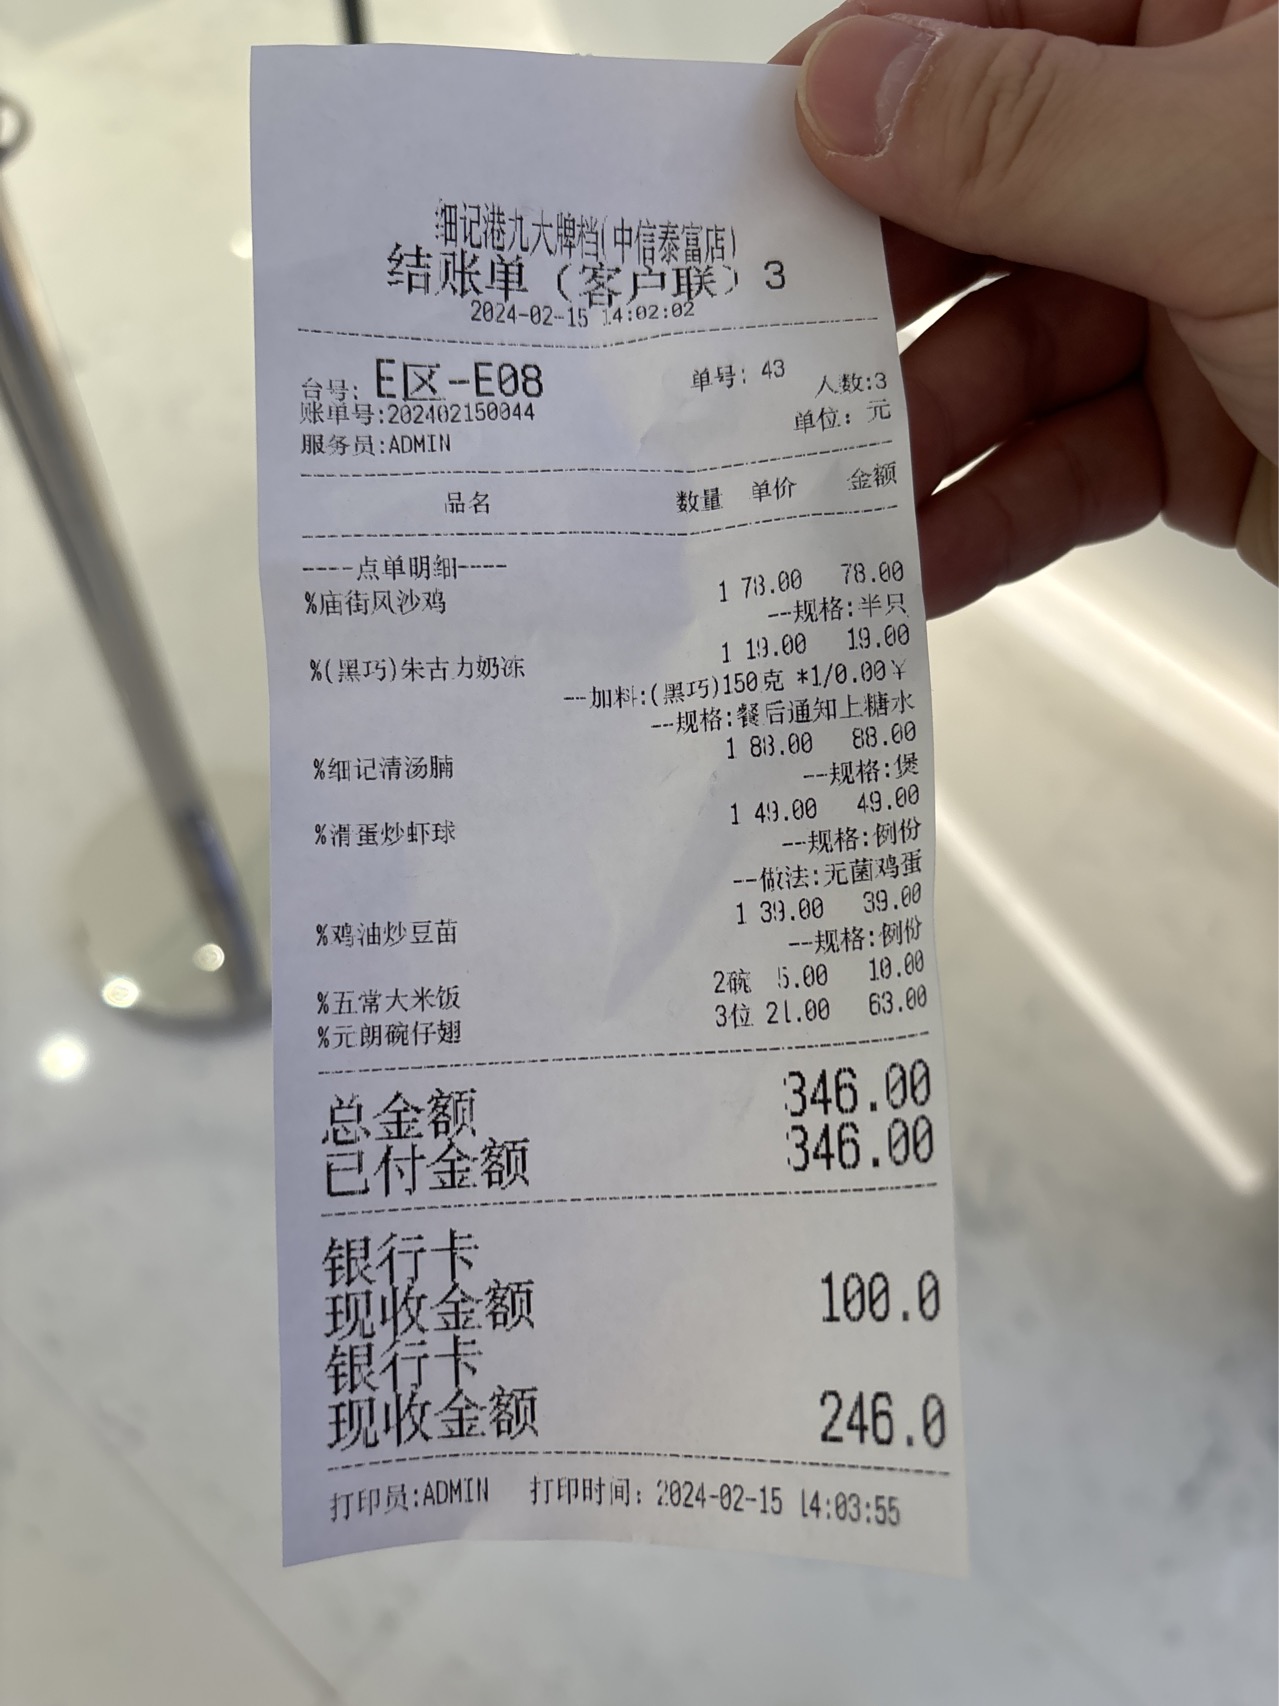 细记港九大牌档(中信泰富店)
结账单（客户联）3
2024-02-15 14:02:02
台号: E区-E08 单号: 43 人数:3
账单号:202402150044 单位: 元
服务员:ADMIN
品名 数量 单价 金额
----点单明细----
%庙街风沙鸡 1 78.00 78.00
--规格:半只
%(黑巧)朱古力奶冻 1 19.00 19.00
--加料:(黑巧)150克 *1/0.00¥
--规格:餐后通知上糖水
%细记清汤腩 1 88.00 88.00
--规格:煲
%滑蛋炒虾球 1 49.00 49.00
--规格:例份
--做法:无菌鸡蛋
%鸡油炒豆苗 1 39.00 39.00
--规格:例份
%五常大米饭 2碗 5.00 10.00
%元朗碗仔翅 3位 21.00 63.00
总金额 346.00
已付金额 346.00
银行卡
现收金额 100.0
银行卡
现收金额 246.0
打印员:ADMIN 打印时间: 2024-02-15 14:03:55